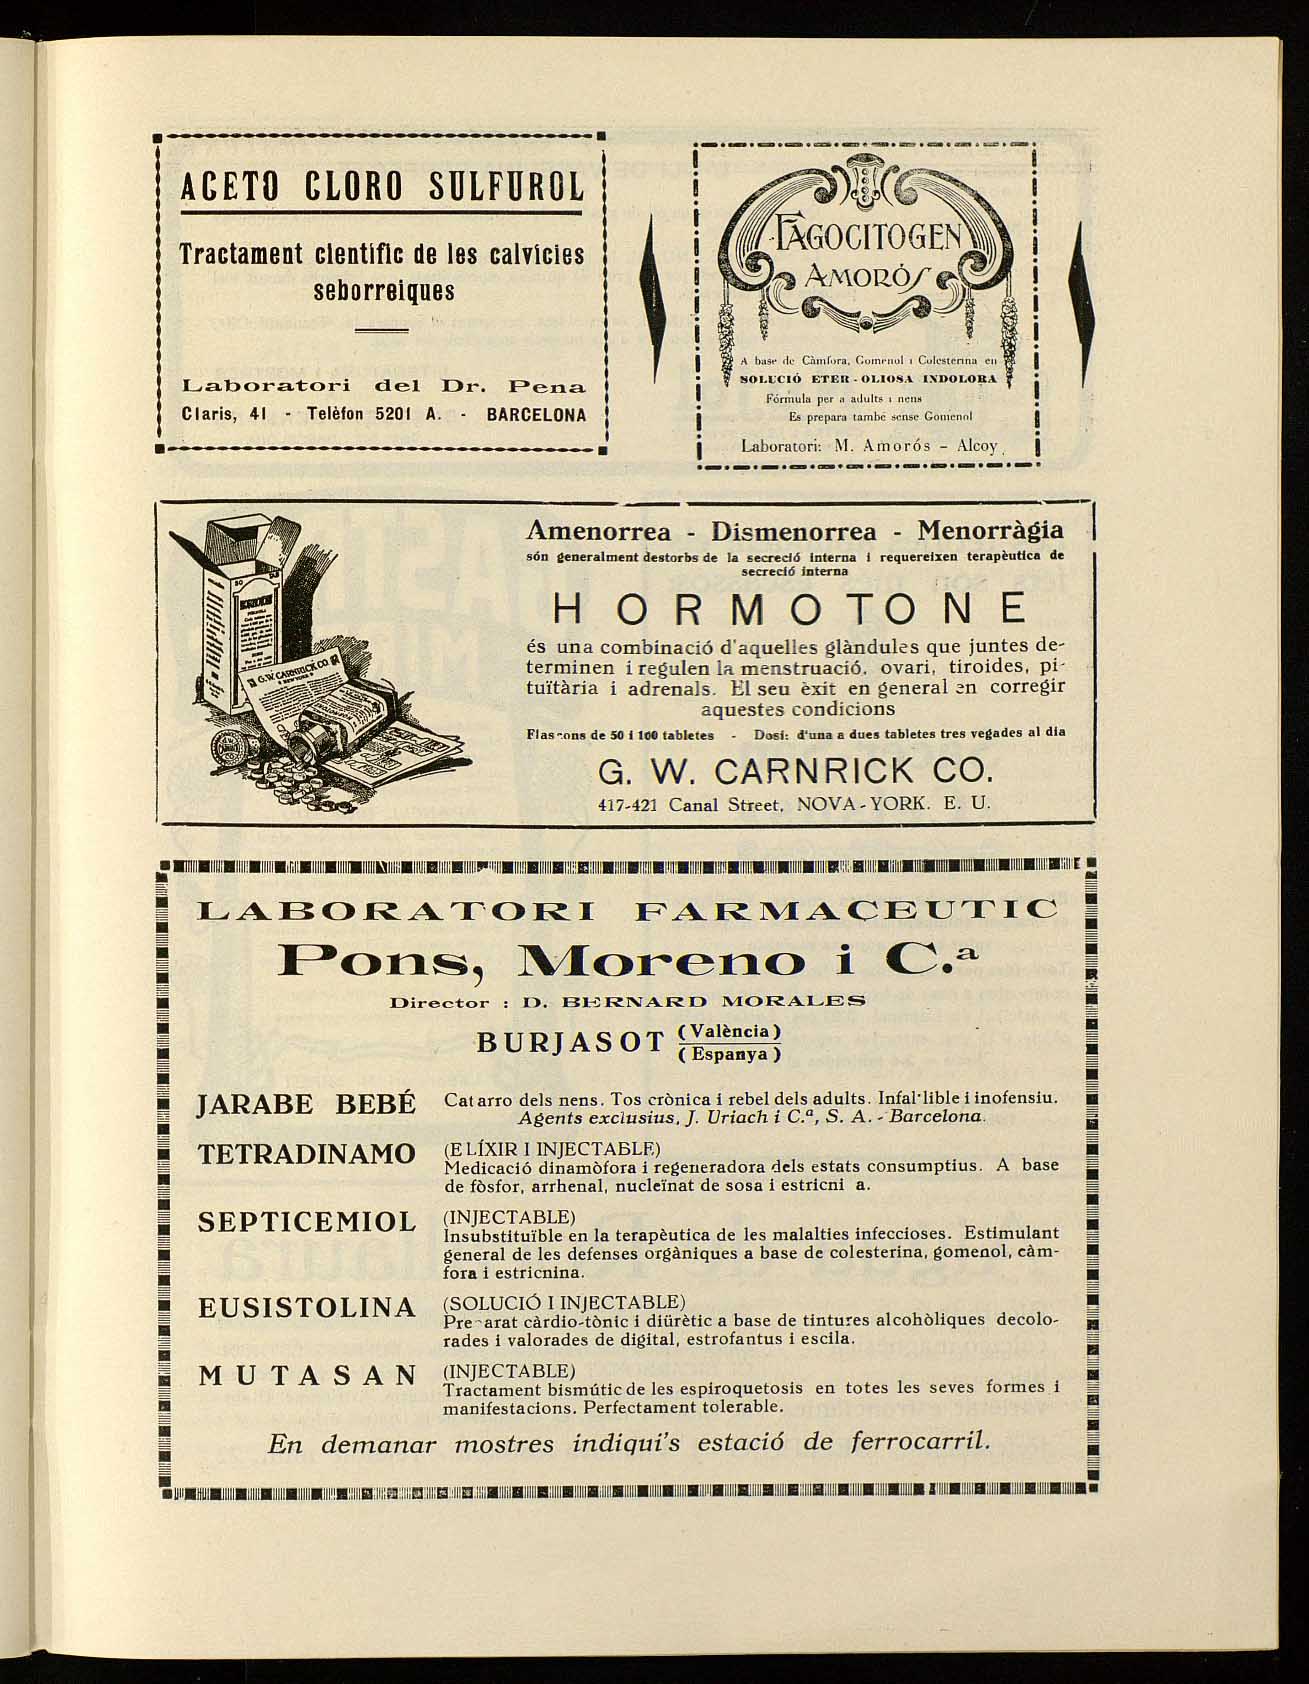 ACETO CLORO SULFUROL
Tractament científic de les calvícies
seborreiques
Laboratori del Dr. Pena
Claris, 41 - Telèfon 5201 A. - BARCELONA
FAGOCITOGEN
AMORÓS
A base de Càmfora, Gomenol i Colesterina en
SOLUCIÓ ETER-OLIOSA INDOLORA
Fórmula per a adults i nens
Es prepara també sense Gomenol
Laboratori: M. Amorós - Alcoy
Amenorrea - Dismenorrea - Menorràgia
són generalment destorbs de la secreció interna i requereixen terapèutica de
secreció interna
HORMOTONE
és una combinació d'aquelles glàndules que juntes de-
terminen i regulen la menstruació, ovari, tiroides, pi-
tuïtària i adrenals. El seu èxit en general en corregir
aquestes condicions
Flascons de 50 i 100 tabletes - Dosi: d'una a dues tabletes tres vegades al dia
G. W. CARNRICK CO.
417-421 Canal Street, NOVA-YORK. E. U.
HORMOTONE
G.W. CARNRICK CO.
NEW YORK
LABORATORI FARMACEUTIC
Pons, Moreno i C.ª
Director : D. BERNARD MORALES
BURJASOT (València)
(Espanya)
JARABE BEBÉ Catarro dels nens. Tos crònica i rebel dels adults. Infal·lible i inofensiu.
Agents exclusius, J. Uriach i C.ª, S. A. - Barcelona.
TETRADINAMO (ELÍXIR I INJECTABLE)
Medicació dinamòfora i regeneradora dels estats consumptius. A base
de fòsfor, arrhenal, nucleïnat de sosa i estricni a.
SEPTICEMIOL (INJECTABLE)
Insubstituïble en la terapèutica de les malalties infeccioses. Estimulant
general de les defenses orgàniques a base de colesterina, gomenol, càm-
fora i estricnina.
EUSISTOLINA (SOLUCIÓ I INJECTABLE)
Preparat càrdio-tònic i diürètic a base de tintures alcohòliques decolo-
rades i valorades de digital, estrofantus i escila.
MUTASAN (INJECTABLE)
Tractament bismútic de les espiroquetosis en totes les seves formes i
manifestacions. Perfectament tolerable.
En demanar mostres indiqui's estació de ferrocarril.